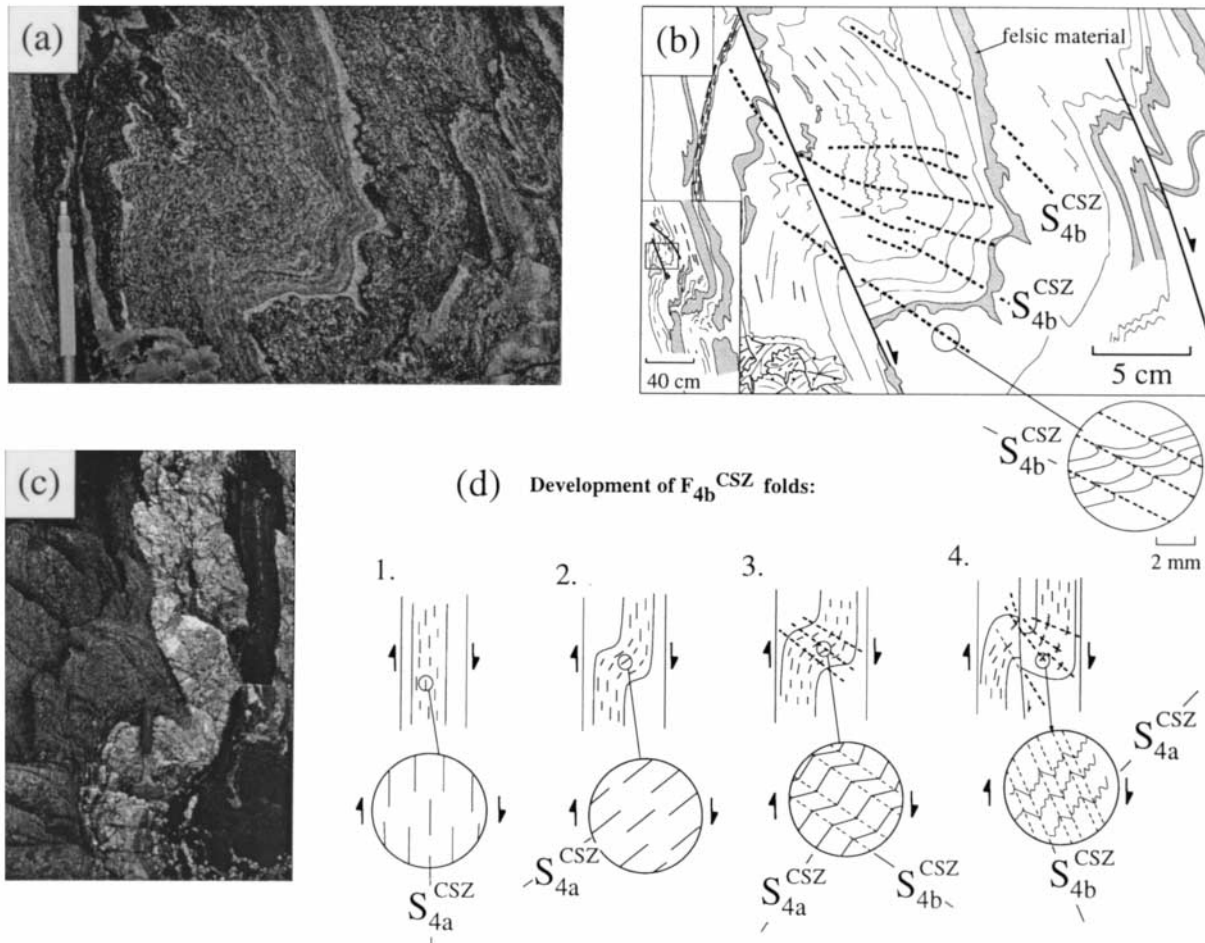 (a)
(b)
felsic material
S4b^CSZ
S4b^CSZ
40 cm
5 cm
S4b^CSZ
2 mm
(c)
(d) Development of F4b^CSZ folds:
1.
2.
3.
4.
S4a^CSZ
S4a^CSZ
S4a^CSZ
S4b^CSZ
S4a^CSZ
S4b^CSZ